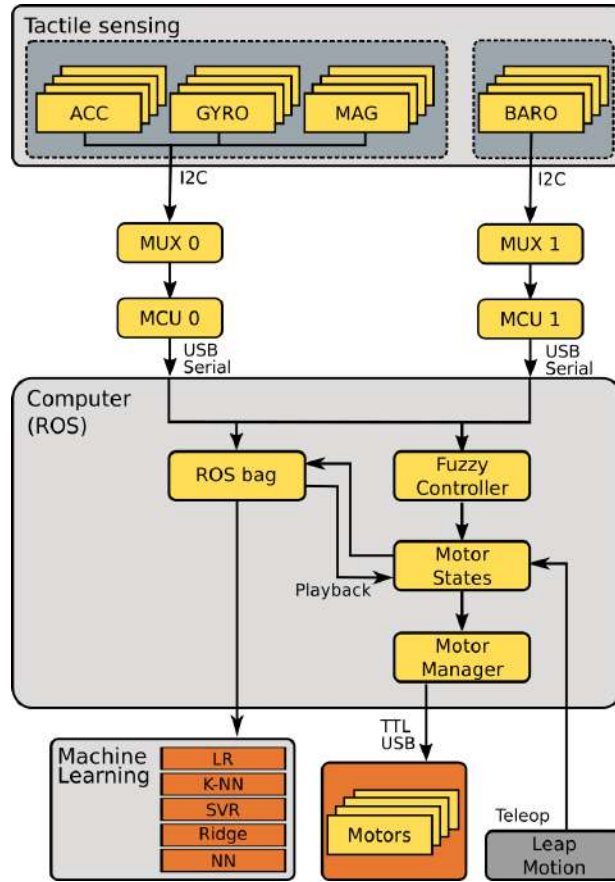 Tactile sensing
ACC
GYRO
MAG
BARO
I2C
I2C
MUX 0
MUX 1
MCU 0
MCU 1
USB
Serial
USB
Serial
Computer
(ROS)
ROS bag
Fuzzy
Controller
Motor
States
Playback
Motor
Manager
TTL
USB
Machine
Learning
LR
K-NN
SVR
Ridge
NN
Motors
Teleop
Leap
Motion